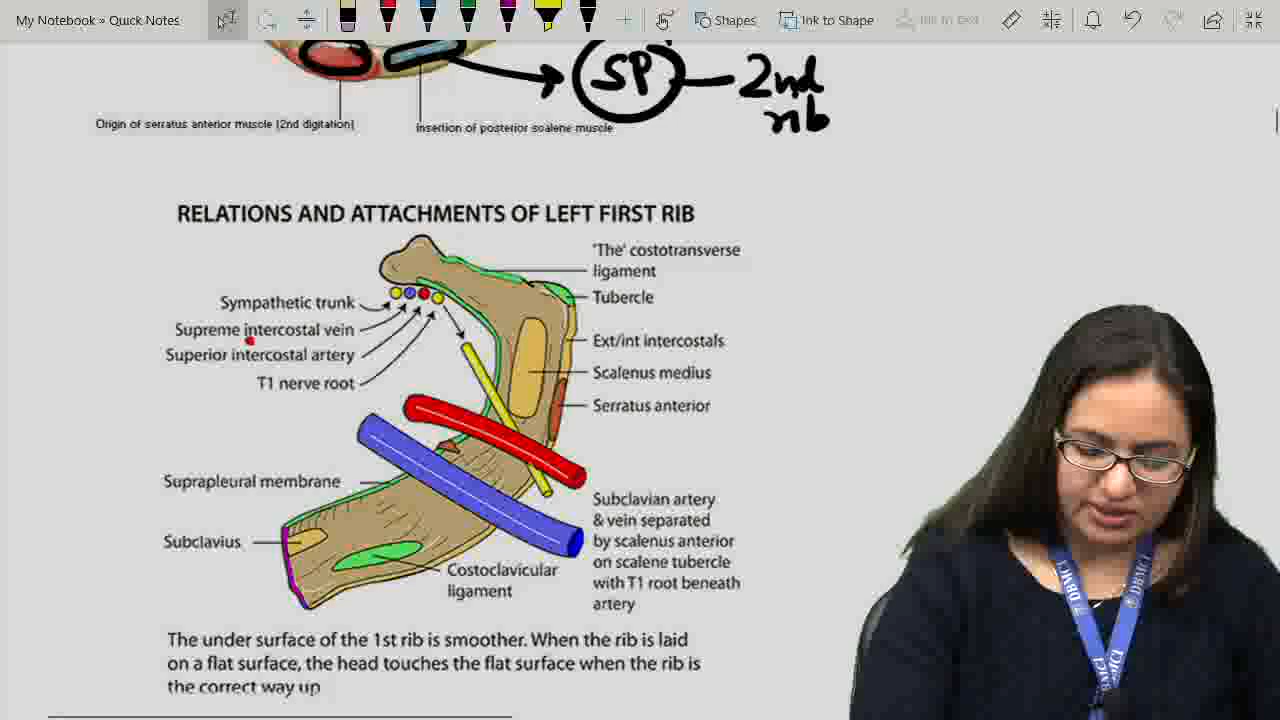 My Notebook » Quick Notes
Shapes
Ink to Shape
Ink to Text
SP
2nd
rib
Origin of serratus anterior muscle (2nd digitation)
Insertion of posterior scalene muscle
RELATIONS AND ATTACHMENTS OF LEFT FIRST RIB
'The' costotransverse
ligament
Tubercle
Sympathetic trunk
Supreme intercostal vein
Superior intercostal artery
T1 nerve root
Ext/int intercostals
Scalenus medius
Serratus anterior
Suprapleural membrane
Subclavius
Subclavian artery
& vein separated
by scalenus anterior
on scalene tubercle
with T1 root beneath
artery
Costoclavicular
ligament
The under surface of the 1st rib is smoother. When the rib is laid
on a flat surface, the head touches the flat surface when the rib is
the correct way up
DBMCI
DBMCI